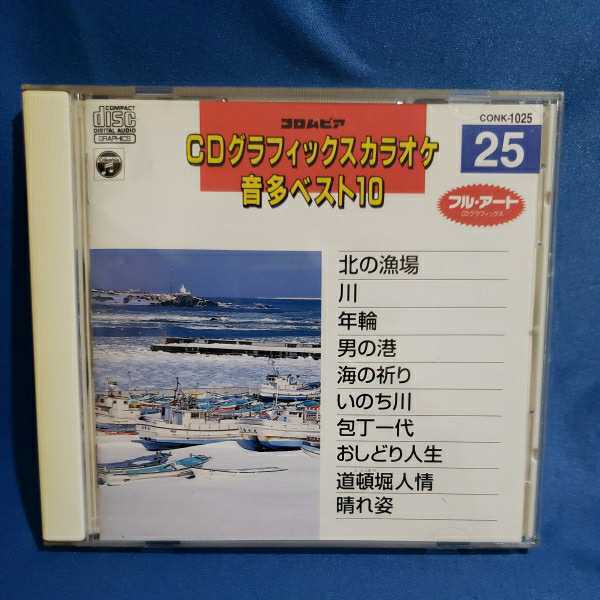 COMPACT
disc
DIGITAL AUDIO
GRAPHICS
コロムビア
CDグラフィックスカラオケ
音多ベスト10
CONK-1025
25
フル・アート
CDグラフィックス
北の漁場
川
年輪
男の港
海の祈り
いのち川
包丁一代
おしどり人生
道頓堀人情
晴れ姿